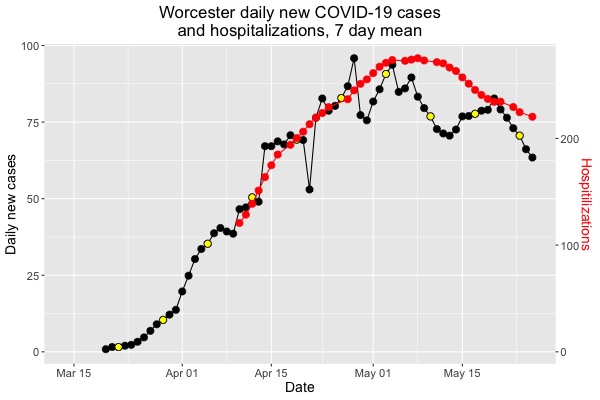 Worcester daily new COVID-19 cases
and hospitalizations, 7 day mean
100
75
50
25
0
Daily new cases
200
100
0
Hospitilizations
Mar 15
Apr 01
Apr 15
May 01
May 15
Date